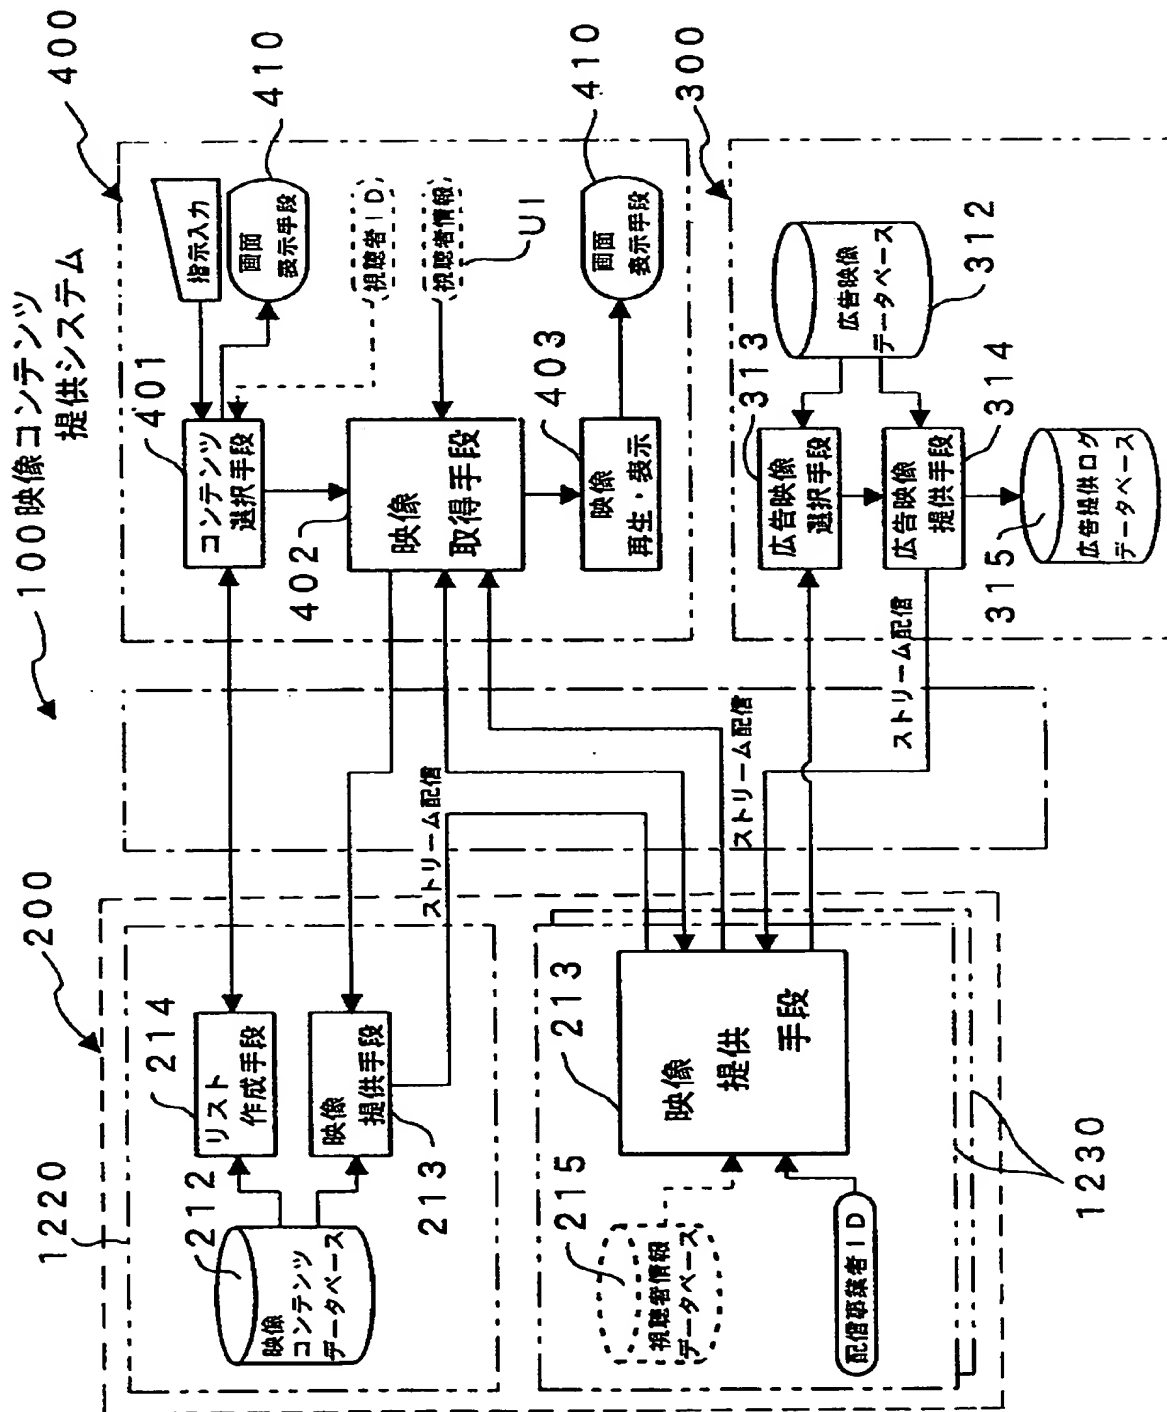 100映像コンテンツ
提供システム
200
1220
212
映像
コンテンツ
データベース
214
リスト
作成手段
映像
提供手段
213
215
視聴者情報
データベース
213
映像
提供
手段
配信事業者ID
1230
ストリーム配信
ストリーム配信
ストリーム配信
400
401
コンテンツ
選択手段
指示入力
画面
表示手段
410
視聴者ID
視聴者情報
UI
402
映像
取得手段
403
映像
再生・表示
画面
表示手段
410
300
313
広告映像
選択手段
広告映像
データベース
312
広告映像
提供手段
314
315
広告提供ログ
データベース